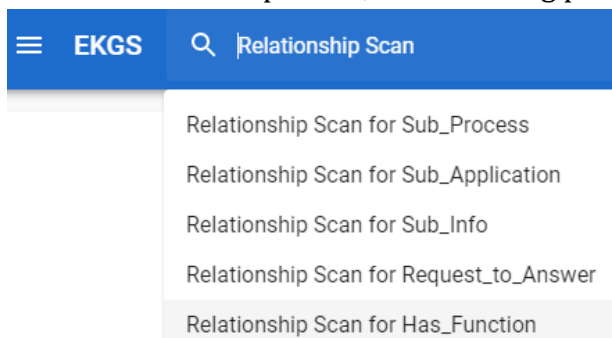 EKGS Relationship Scan
Relationship Scan for Sub_Process
Relationship Scan for Sub_Application
Relationship Scan for Sub_Info
Relationship Scan for Request_to_Answer
Relationship Scan for Has_Function